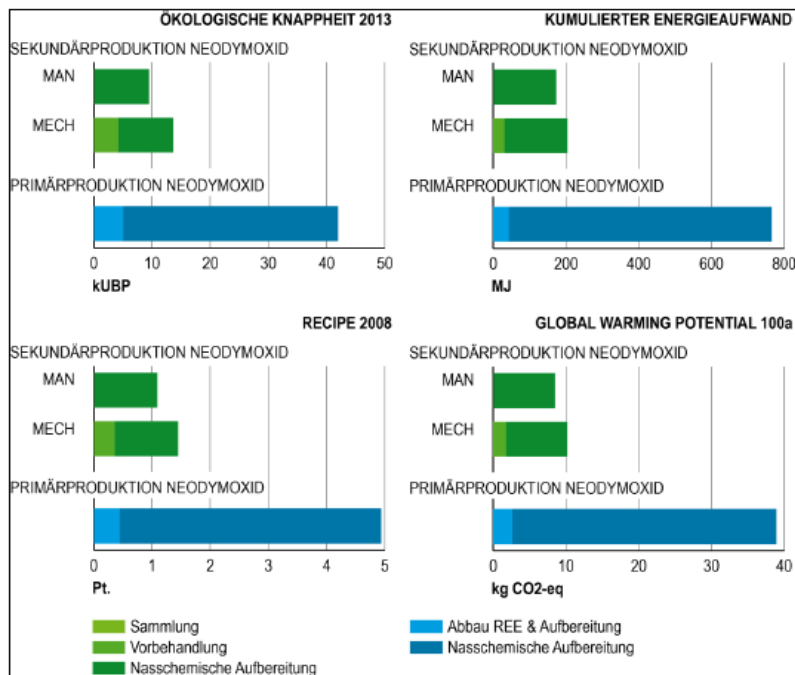 ÖKOLOGISCHE KNAPPHEIT 2013
SEKUNDÄRPRODUKTION NEODYMOXID
MAN
MECH
PRIMÄRPRODUKTION NEODYMOXID
0 10 20 30 40 50
kUBP
KUMULIERTER ENERGIEAUFWAND
SEKUNDÄRPRODUKTION NEODYMOXID
MAN
MECH
PRIMÄRPRODUKTION NEODYMOXID
0 200 400 600 800
MJ
RECIPE 2008
SEKUNDÄRPRODUKTION NEODYMOXID
MAN
MECH
PRIMÄRPRODUKTION NEODYMOXID
0 1 2 3 4 5
Pt.
GLOBAL WARMING POTENTIAL 100a
SEKUNDÄRPRODUKTION NEODYMOXID
MAN
MECH
PRIMÄRPRODUKTION NEODYMOXID
0 10 20 30 40
kg CO2-eq
Sammlung
Vorbehandlung
Nasschemische Aufbereitung
Abbau REE & Aufbereitung
Nasschemische Aufbereitung